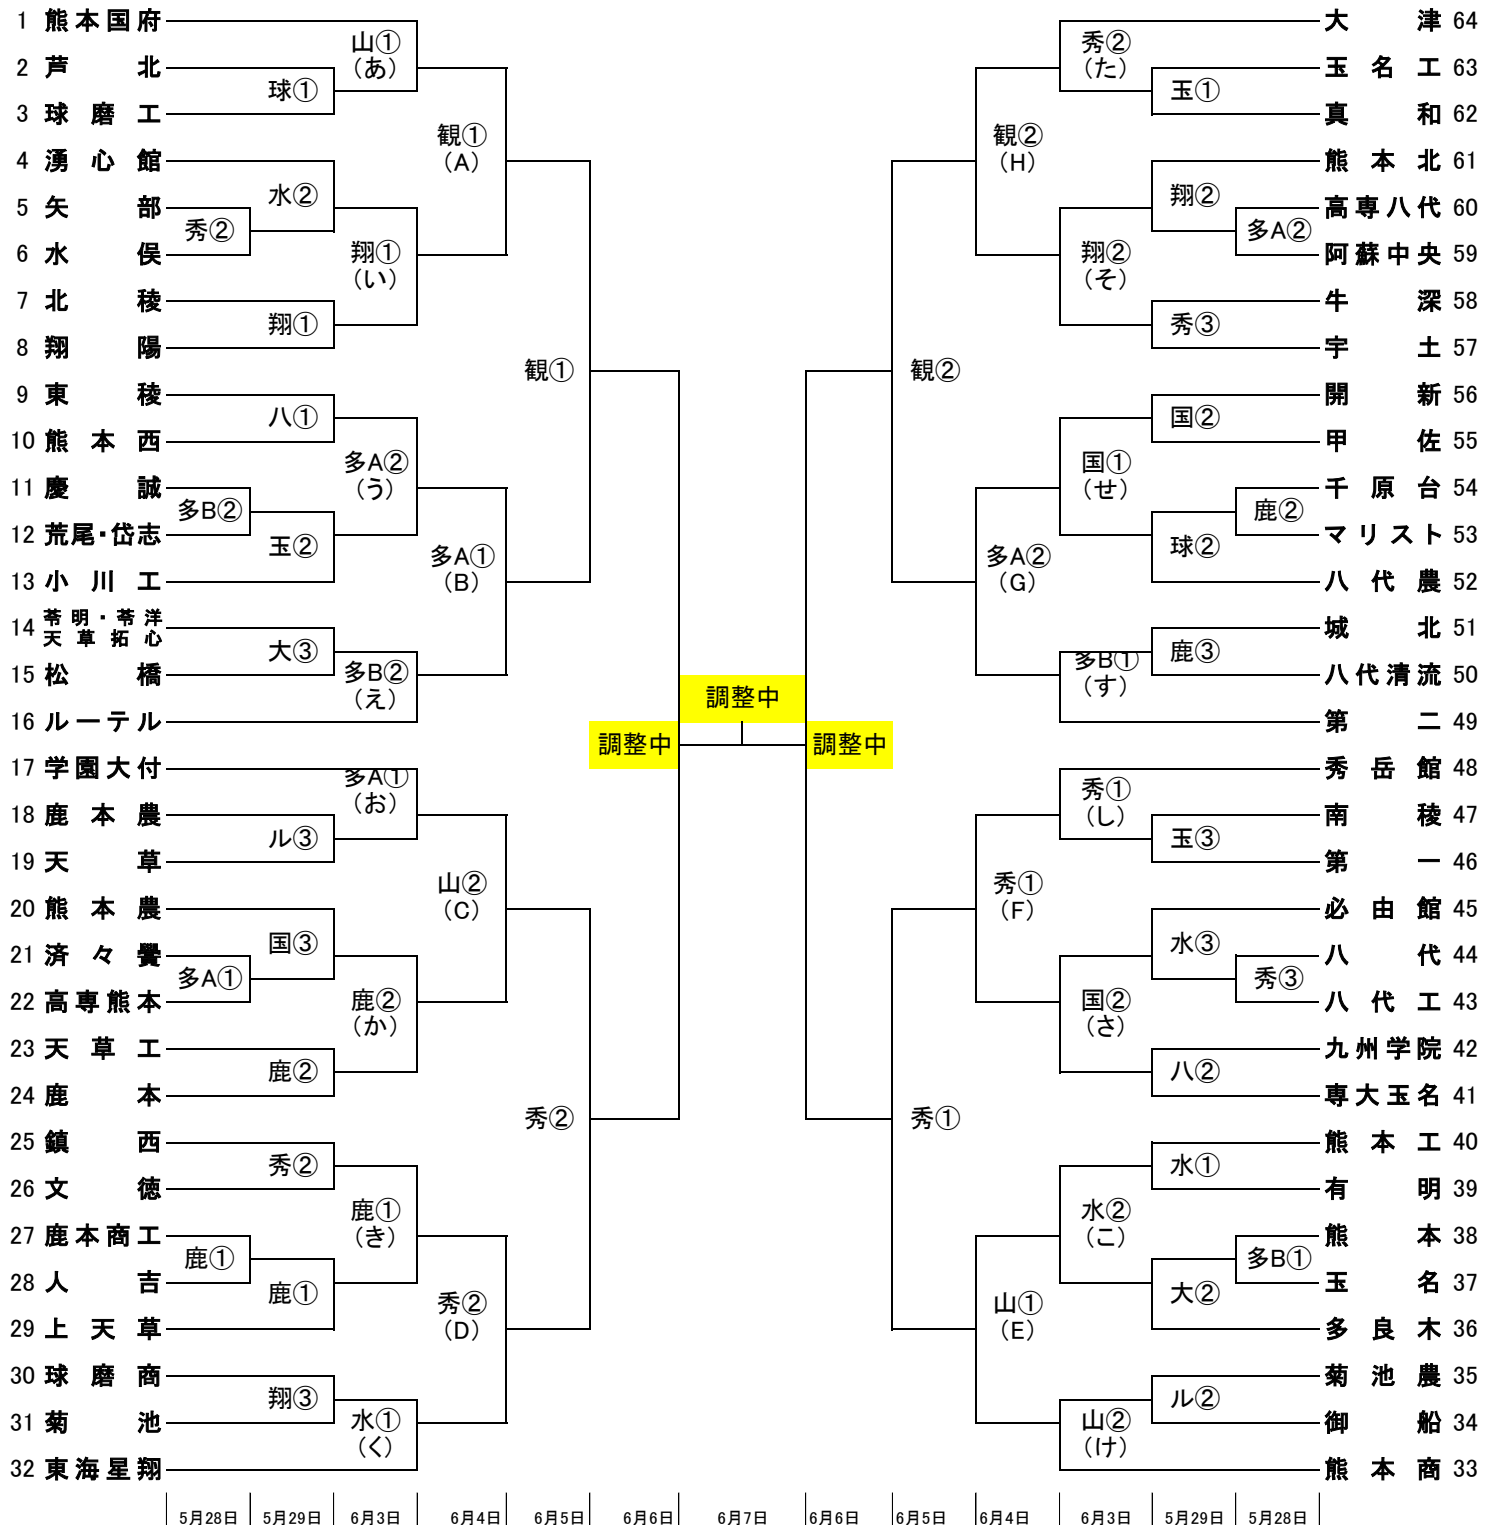 1 熊本国府
2 芦北
3 球磨工
4 湧心館
5 矢部
6 水俣
7 北稜
8 翔陽
9 東稜
10 熊本西
11 慶誠
12 荒尾・岱志
13 小川工
14 苓明・苓洋
天草拓心
15 松橋
16 ルーテル
17 学園大付
18 鹿本農
19 天草
20 熊本農
21 済々黌
22 高専熊本
23 天草工
24 鹿本
25 鎮西
26 文徳
27 鹿本商工
28 人吉
29 上天草
30 球磨商
31 菊池
32 東海星翔
秀②
多B②
多A①
鹿①
球①
水②
翔①
八①
玉②
大③
ル③
国③
鹿②
秀②
鹿①
翔③
山①
(あ)
翔①
(い)
多A②
(う)
多B②
(え)
多A①
(お)
鹿②
(か)
鹿①
(き)
水①
(く)
観①
(A)
多A①
(B)
山②
(C)
秀②
(D)
観①
秀②
調整中
調整中
調整中
観②
秀①
観②
(H)
多A②
(G)
秀①
(F)
山①
(E)
秀②
(た)
翔②
(そ)
国①
(せ)
多B①
(す)
秀①
(し)
国②
(さ)
水②
(こ)
山②
(け)
玉①
翔②
秀③
国②
球②
鹿③
玉③
水③
八②
水①
大②
ル②
多A②
鹿②
秀③
多B①
大津 64
玉名工 63
真和 62
熊本北 61
高専八代 60
阿蘇中央 59
牛深 58
宇土 57
開新 56
甲佐 55
千原台 54
マリスト 53
八代農 52
城北 51
八代清流 50
第二 49
秀岳館 48
南稜 47
第一 46
必由館 45
八代 44
八代工 43
九州学院 42
専大玉名 41
熊本工 40
有明 39
熊本 38
玉名 37
多良木 36
菊池農 35
御船 34
熊本商 33
5月28日 5月29日 6月3日 6月4日 6月5日 6月6日 6月7日 6月6日 6月5日 6月4日 6月3日 5月29日 5月28日